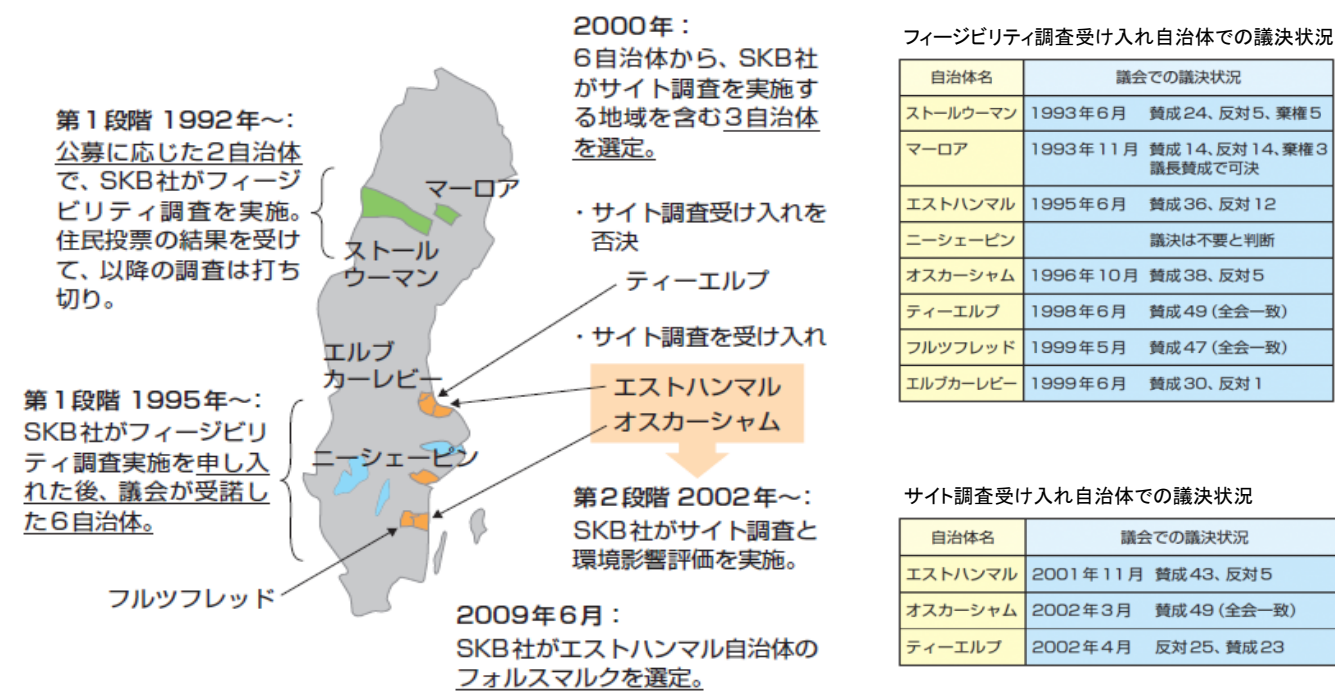 第1段階 1992年～：
公募に応じた2自治体
で、SKB社がフィージ
ビリティ調査を実施。
住民投票の結果を受け
て、以降の調査は打ち
切り。
マーロア
ストール
ウーマン
第1段階 1995年～：
SKB社がフィージビリ
ティ調査実施を申し入
れた後、議会が受諾し
た6自治体。
エルブ
カーレビー
ニーシェーピン
フルツフレッド
2000年：
6自治体から、SKB社
がサイト調査を実施す
る地域を含む3自治体
を選定。
・サイト調査受け入れを
否決
ティーエルプ
・サイト調査を受け入れ
エストハンマル
オスカーシャム
第2段階 2002年～：
SKB社がサイト調査と
環境影響評価を実施。
2009年6月：
SKB社がエストハンマル自治体の
フォルスマルクを選定。
フィージビリティ調査受け入れ自治体での議決状況
自治体名 議会での議決状況
ストールウーマン 1993年6月 賛成24、反対5、棄権5
マーロア 1993年11月 賛成14、反対14、棄権3
議長賛成で可決
エストハンマル 1995年6月 賛成36、反対12
ニーシェーピン 議決は不要と判断
オスカーシャム 1996年10月 賛成38、反対5
ティーエルプ 1998年6月 賛成49（全会一致）
フルツフレッド 1999年5月 賛成47（全会一致）
エルブカーレビー 1999年6月 賛成30、反対1
サイト調査受け入れ自治体での議決状況
自治体名 議会での議決状況
エストハンマル 2001年11月 賛成43、反対5
オスカーシャム 2002年3月 賛成49（全会一致）
ティーエルプ 2002年4月 反対25、賛成23